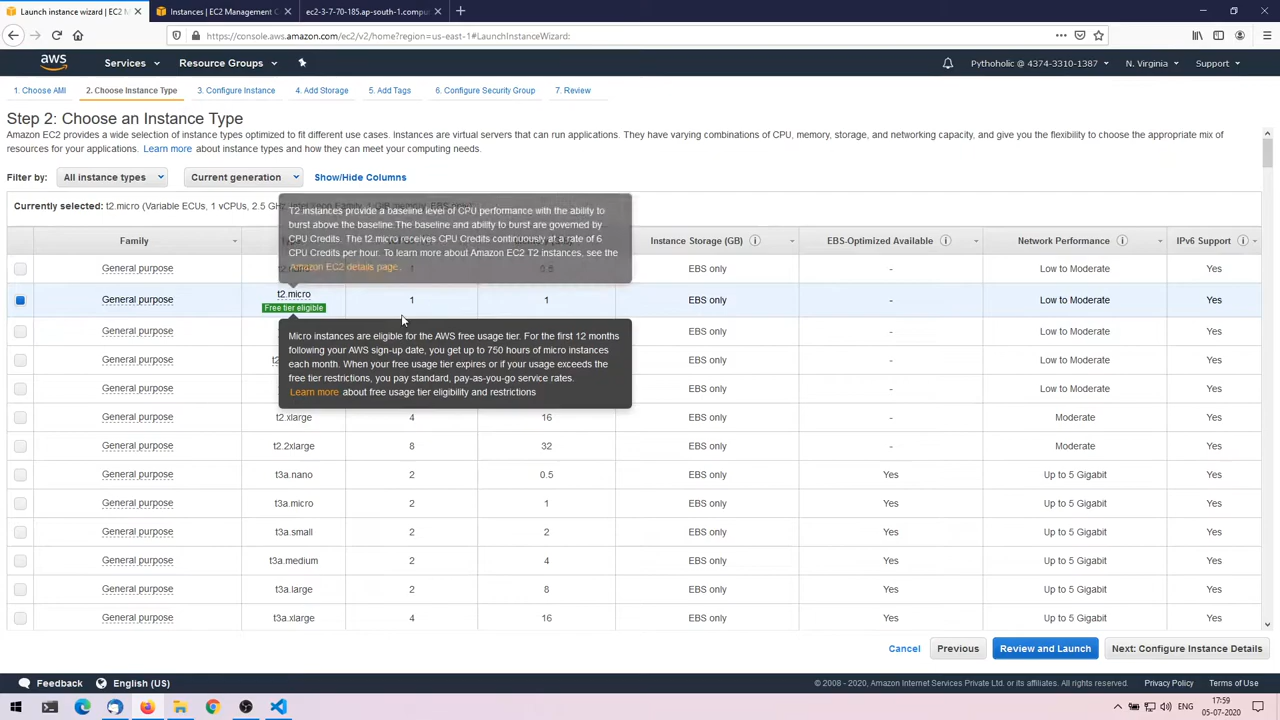 Launch instance wizard | EC2 M
Instances | EC2 Management C
ec2-3-7-70-185.ap-south-1.compu
https://console.aws.amazon.com/ec2/v2/home?region=us-east-1#LaunchInstanceWizard:
aws
Services
Resource Groups
Pythoholic @ 4374-3310-1387
N. Virginia
Support
1. Choose AMI
2. Choose Instance Type
3. Configure Instance
4. Add Storage
5. Add Tags
6. Configure Security Group
7. Review
Step 2: Choose an Instance Type
Amazon EC2 provides a wide selection of instance types optimized to fit different use cases. Instances are virtual servers that can run applications. They have varying combinations of CPU, memory, storage, and networking capacity, and give you the flexibility to choose the appropriate mix of
resources for your applications. Learn more about instance types and how they can meet your computing needs.
Filter by:
All instance types
Current generation
Show/Hide Columns
Currently selected: t2.micro (Variable ECUs, 1 vCPUs, 2.5 GHz
T2 instances provide a baseline level of CPU performance with the ability to
burst above the baseline.The baseline and ability to burst are governed by
CPU Credits. The t2.micro receives CPU Credits continuously at a rate of 6
CPU Credits per hour. To learn more about Amazon EC2 T2 instances, see the
Amazon EC2 details page.
Family
Instance Storage (GB)
EBS-Optimized Available
Network Performance
IPv6 Support
General purpose 0.5 EBS only - Low to Moderate Yes
General purpose t2.micro 1 1 EBS only - Low to Moderate Yes
Free tier eligible
Micro instances are eligible for the AWS free usage tier. For the first 12 months
following your AWS sign-up date, you get up to 750 hours of micro instances
each month. When your free usage tier expires or if your usage exceeds the
free tier restrictions, you pay standard, pay-as-you-go service rates.
Learn more about free usage tier eligibility and restrictions
General purpose EBS only - Low to Moderate Yes
General purpose EBS only - Low to Moderate Yes
General purpose EBS only - Low to Moderate Yes
General purpose t2.xlarge 4 16 EBS only - Moderate Yes
General purpose t2.2xlarge 8 32 EBS only - Moderate Yes
General purpose t3a.nano 2 0.5 EBS only Yes Up to 5 Gigabit Yes
General purpose t3a.micro 2 1 EBS only Yes Up to 5 Gigabit Yes
General purpose t3a.small 2 2 EBS only Yes Up to 5 Gigabit Yes
General purpose t3a.medium 2 4 EBS only Yes Up to 5 Gigabit Yes
General purpose t3a.large 2 8 EBS only Yes Up to 5 Gigabit Yes
General purpose t3a.xlarge 4 16 EBS only Yes Up to 5 Gigabit Yes
Cancel
Previous
Review and Launch
Next: Configure Instance Details
Feedback
English (US)
© 2008 - 2020, Amazon Internet Services Private Ltd. or its affiliates. All rights reserved.
Privacy Policy
Terms of Use
ENG
17:59
05-07-2020